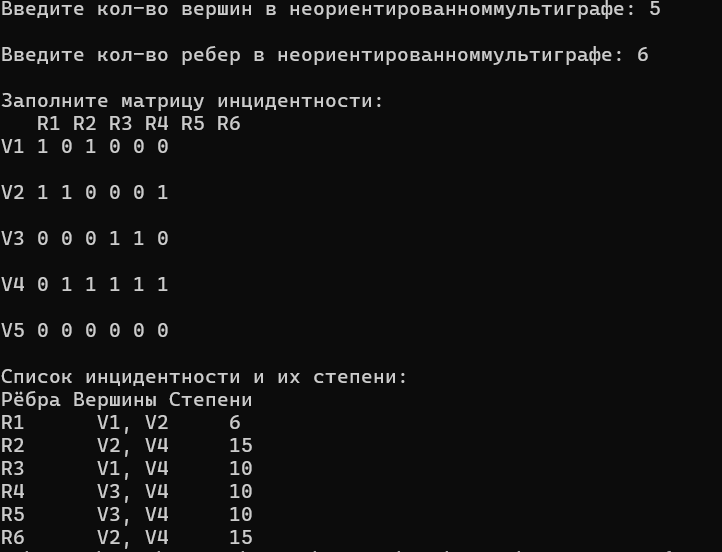 Введите кол-во вершин в неориентированноммультиграфе: 5
Введите кол-во ребер в неориентированноммультиграфе: 6
Заполните матрицу инцидентности:
R1 R2 R3 R4 R5 R6
V1 1 0 1 0 0 0
V2 1 1 0 0 0 1
V3 0 0 0 1 1 0
V4 0 1 1 1 1 1
V5 0 0 0 0 0 0
Список инцидентности и их степени:
Рёбра Вершины Степени
R1 V1, V2 6
R2 V2, V4 15
R3 V1, V4 10
R4 V3, V4 10
R5 V3, V4 10
R6 V2, V4 15